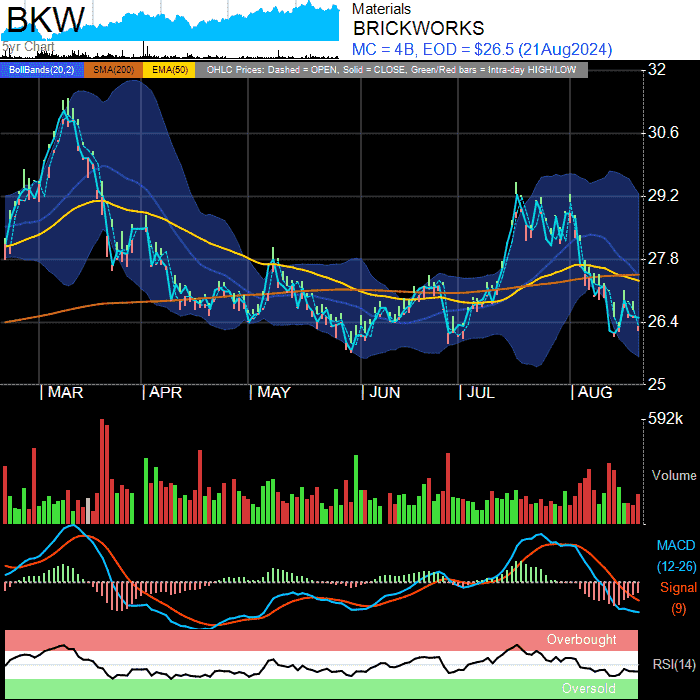 BKW
5yr Chart
Materials
BRICKWORKS
MC = 4B, EOD = $26.5 (21Aug2024)
BollBands(20,2) SMA(200) EMA(50) OHLC Prices: Dashed = OPEN, Solid = CLOSE, Green/Red bars = Intra-day HIGH/LOW
32
30.6
29.2
27.8
26.4
25
MAR APR MAY JUN JUL AUG
592k
Volume
MACD
(12-26)
Signal
(9)
Overbought
RSI(14)
Oversold